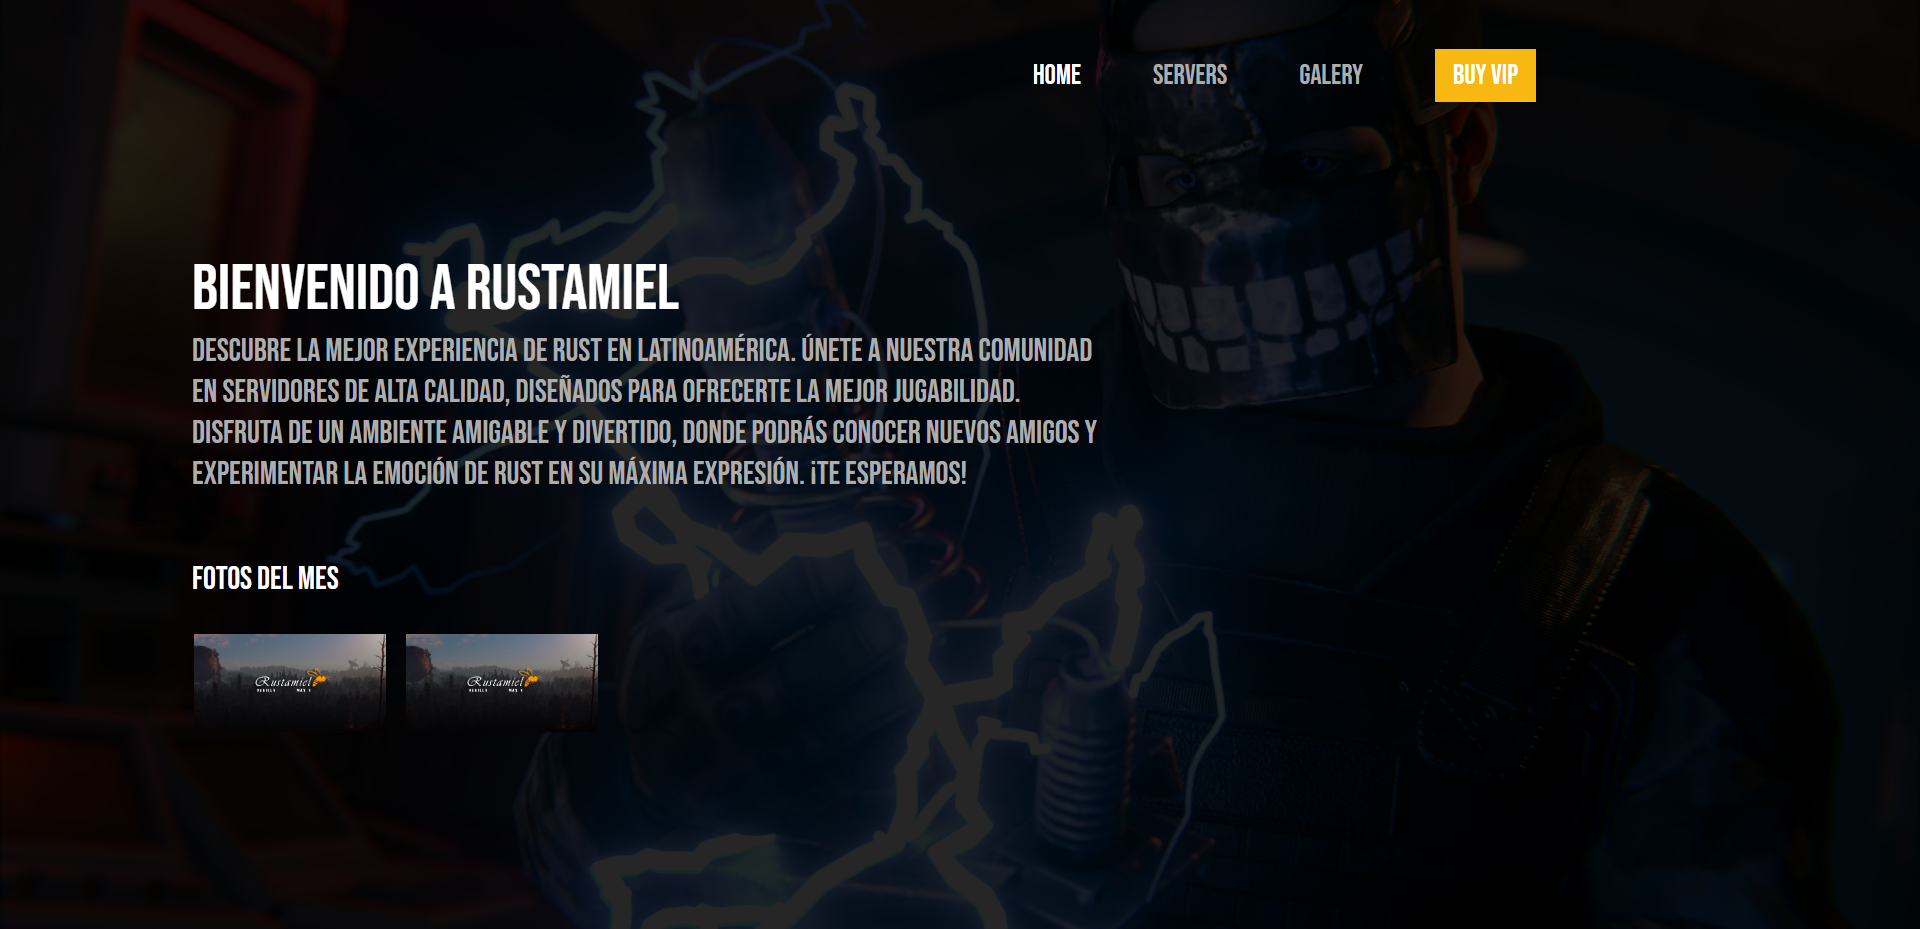 HOME
SERVERS
GALERY
BUY VIP
BIENVENIDO A RUSTAMIEL
DESCUBRE LA MEJOR EXPERIENCIA DE RUST EN LATINOAMÉRICA. ÚNETE A NUESTRA COMUNIDAD
EN SERVIDORES DE ALTA CALIDAD, DISEÑADOS PARA OFRECERTE LA MEJOR JUGABILIDAD.
DISFRUTA DE UN AMBIENTE AMIGABLE Y DIVERTIDO, DONDE PODRÁS CONOCER NUEVOS AMIGOS Y
EXPERIMENTAR LA EMOCIÓN DE RUST EN SU MÁXIMA EXPRESIÓN. ¡TE ESPERAMOS!
FOTOS DEL MES
Rustamiel
Rustamiel